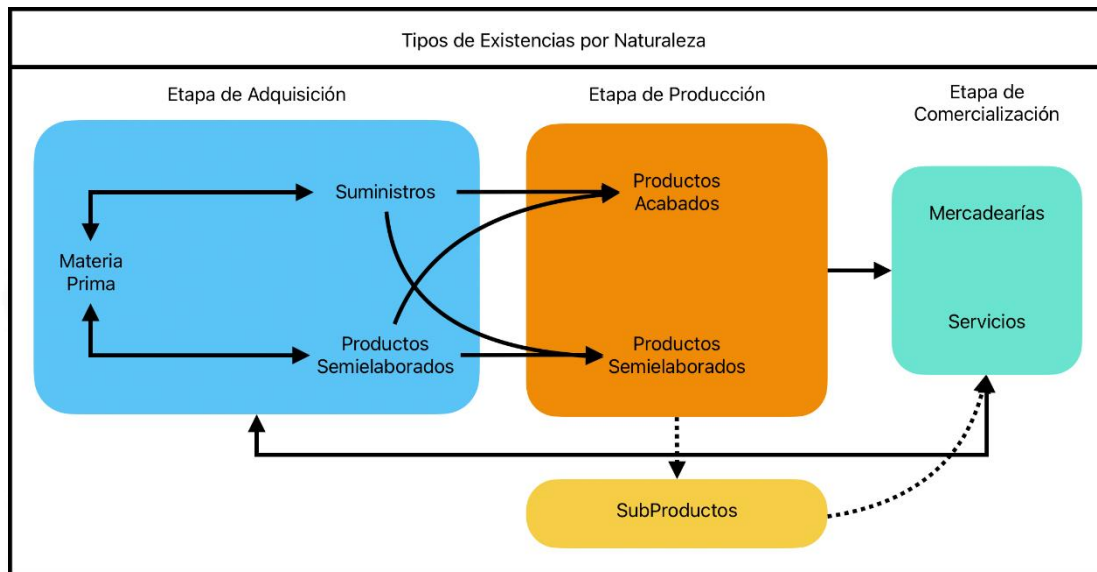 Tipos de Existencias por Naturaleza
Etapa de Adquisición
Etapa de Producción
Etapa de
Comercialización
Suministros
Materia
Prima
Productos
Semielaborados
Productos
Acabados
Productos
Semielaborados
Mercadearías
Servicios
SubProductos